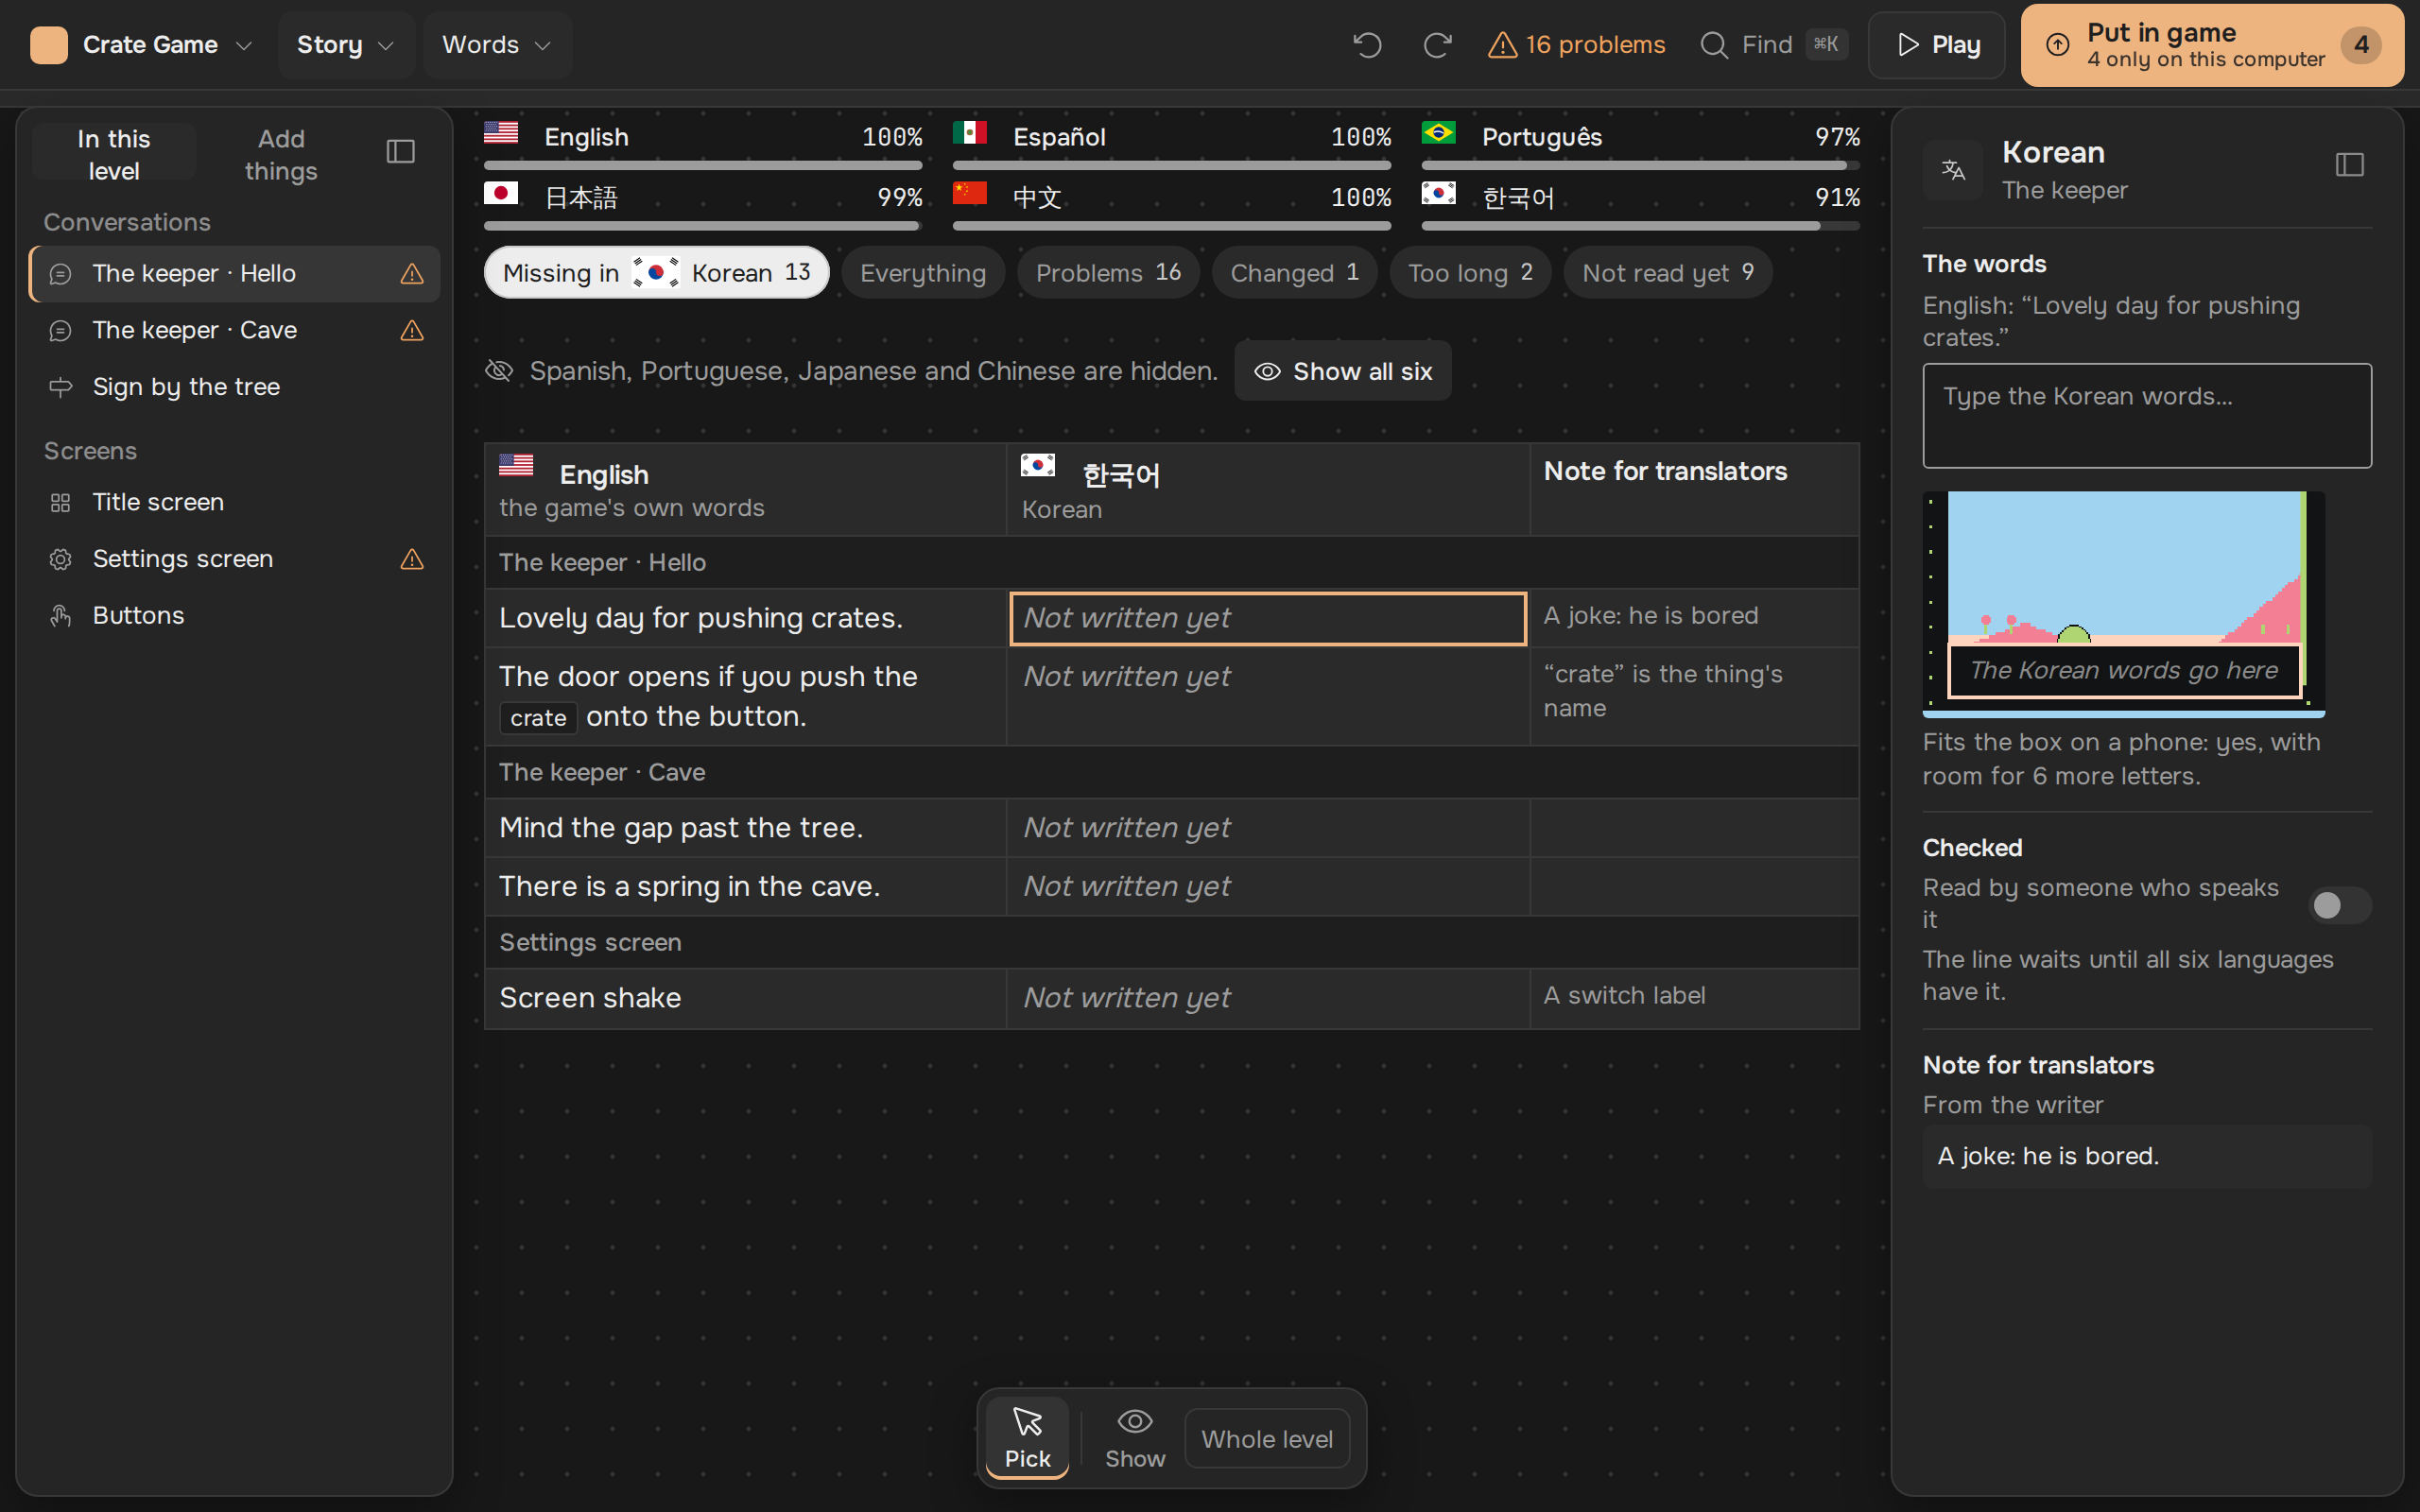 Crate Game
Story
Words
16 problems
Find
⌘K
Play
Put in game
4 only on this computer
4
In this level
Add things
Conversations
The keeper · Hello
The keeper · Cave
Sign by the tree
Screens
Title screen
Settings screen
Buttons
English 100%
Español 100%
Português 97%
日本語 99%
中文 100%
한국어 91%
Missing in Korean 13
Everything
Problems 16
Changed 1
Too long 2
Not read yet 9
Spanish, Portuguese, Japanese and Chinese are hidden.
Show all six
English
the game's own words
한국어
Korean
Note for translators
The keeper · Hello
Lovely day for pushing crates.
Not written yet
A joke: he is bored
The door opens if you push the
crate onto the button.
Not written yet
“crate” is the thing's
name
The keeper · Cave
Mind the gap past the tree.
Not written yet
There is a spring in the cave.
Not written yet
Settings screen
Screen shake
Not written yet
A switch label
Pick
Show
Whole level
Korean
The keeper
The words
English: “Lovely day for pushing
crates.”
Type the Korean words...
The Korean words go here
Fits the box on a phone: yes, with
room for 6 more letters.
Checked
Read by someone who speaks
it
The line waits until all six languages
have it.
Note for translators
From the writer
A joke: he is bored.